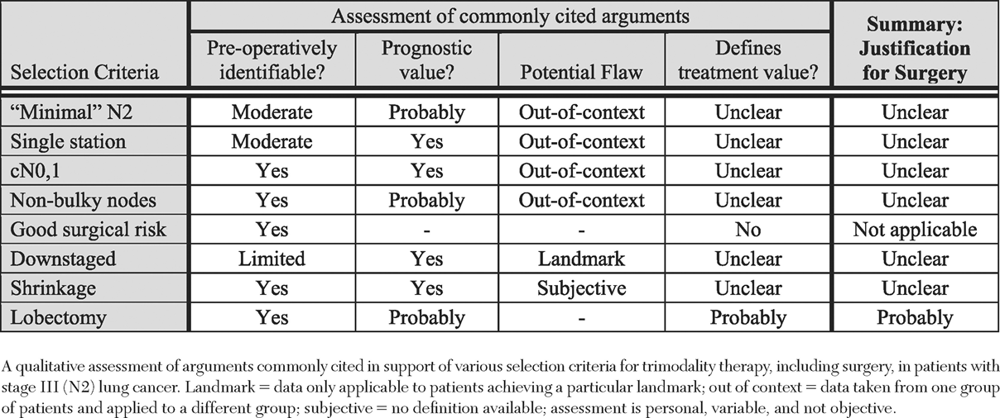 Assessment of commonly cited arguments
Summary:
Justification
for Surgery
Selection Criteria
Pre-operatively
identifiable?
Prognostic
value?
Potential Flaw
Defines
treatment value?
“Minimal” N2 Moderate Probably Out-of-context Unclear Unclear
Single station Moderate Yes Out-of-context Unclear Unclear
cN0,1 Yes Yes Out-of-context Unclear Unclear
Non-bulky nodes Yes Probably Out-of-context Unclear Unclear
Good surgical risk Yes - - No Not applicable
Downstaged Limited Yes Landmark Unclear Unclear
Shrinkage Yes Yes Subjective Unclear Unclear
Lobectomy Yes Probably - Probably Probably
A qualitative assessment of arguments commonly cited in support of various selection criteria for trimodality therapy, including surgery, in patients with
stage III (N2) lung cancer. Landmark = data only applicable to patients achieving a particular landmark; out of context = data taken from one group
of patients and applied to a different group; subjective = no definition available; assessment is personal, variable, and not objective.